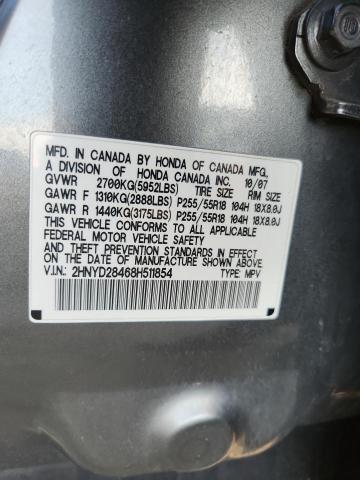 MFD. IN CANADA BY HONDA OF CANADA MFG.,
A DIVISION OF HONDA CANADA INC. 10/07
GVWR 2700KG(5952LBS) TIRE SIZE RIM SIZE
GAWR F 1310KG(2888LBS) P255/55R18 104H 18X8.0J
GAWR R 1440KG(3175LBS) P255/55R18 104H 18X8.0J
THIS VEHICLE CONFORMS TO ALL APPLICABLE
FEDERAL MOTOR VEHICLE SAFETY STANDARDS
IN EFFECT ON THE DATE OF MANUFACTURE SHOWN ABOVE.
V.I.N.: 2HNYD28468H511854 TYPE: MPV